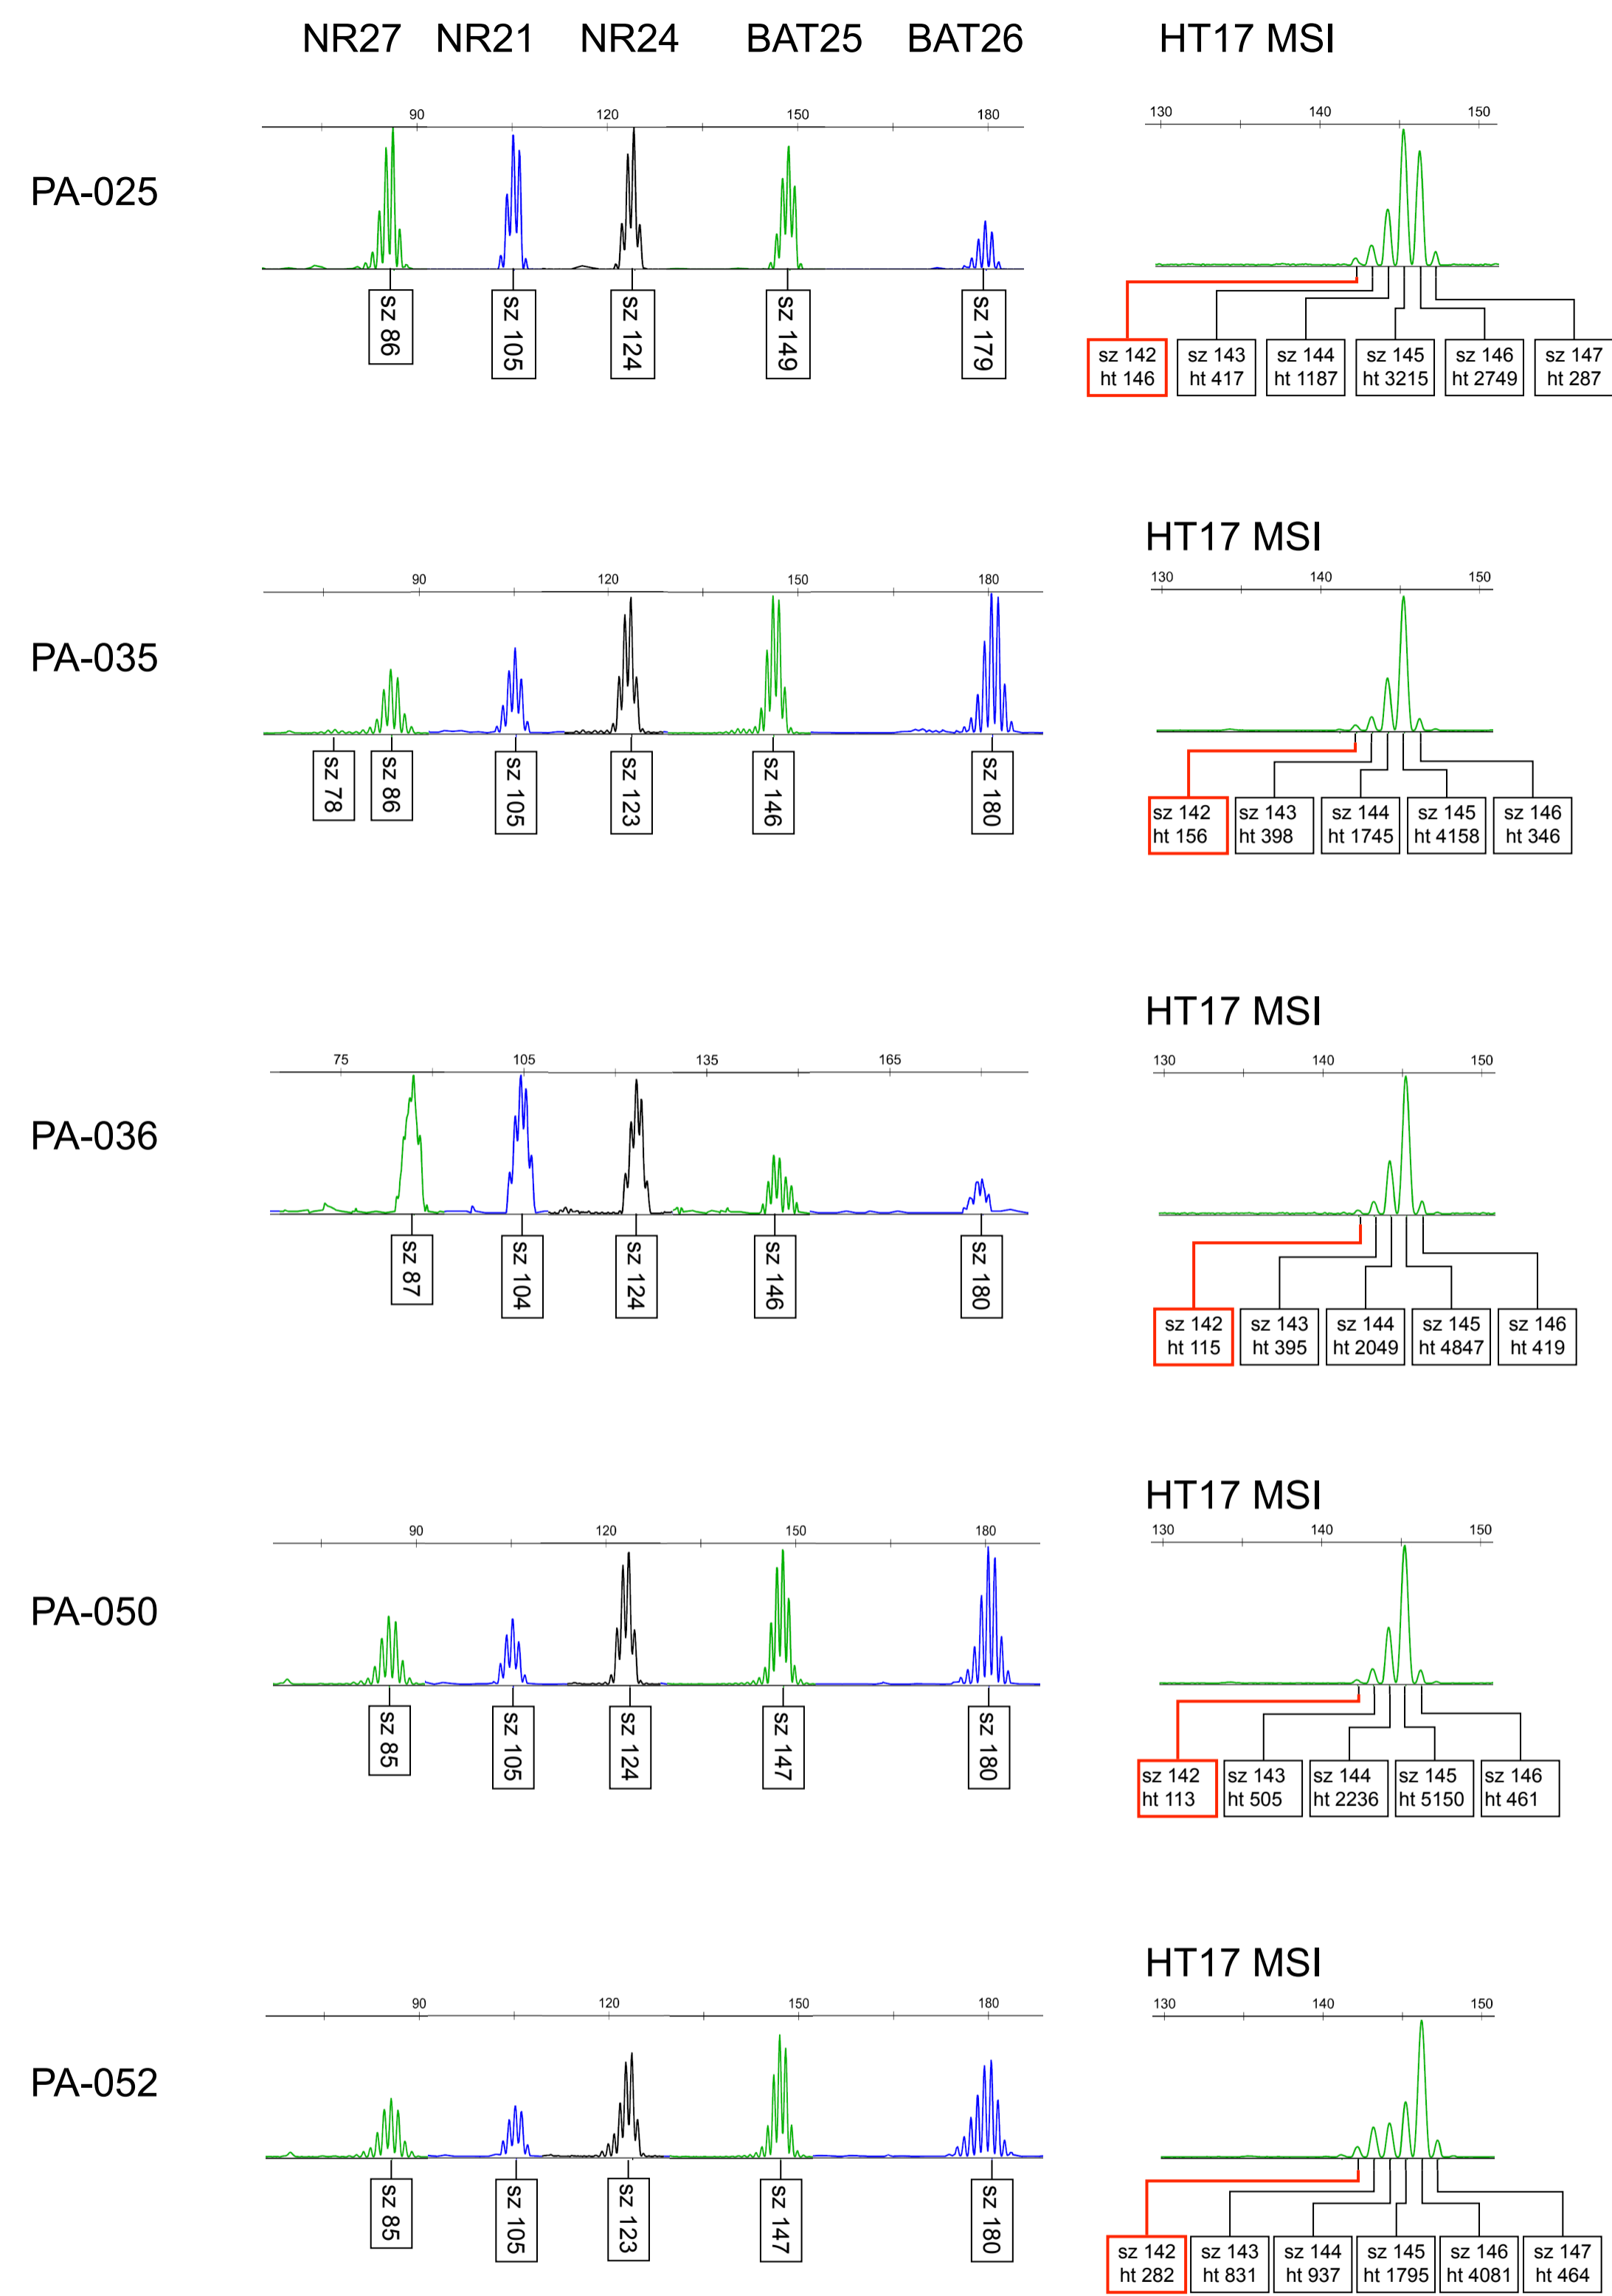 NR27 NR21 NR24 BAT25 BAT26 HT17 MSI
90 120 150 180 130 140 150
PA-025
sz 86 sz 105 sz 124 sz 149 sz 179
sz 142 sz 143 sz 144 sz 145 sz 146 sz 147
ht 146 ht 417 ht 1187 ht 3215 ht 2749 ht 287
HT17 MSI
90 120 150 180 130 140 150
PA-035
sz 78 sz 86 sz 105 sz 123 sz 146 sz 180
sz 142 sz 143 sz 144 sz 145 sz 146
ht 156 ht 398 ht 1745 ht 4158 ht 346
HT17 MSI
75 105 135 165 130 140 150
PA-036
sz 87 sz 104 sz 124 sz 146 sz 180
sz 142 sz 143 sz 144 sz 145 sz 146
ht 115 ht 395 ht 2049 ht 4847 ht 419
HT17 MSI
90 120 150 180 130 140 150
PA-050
sz 85 sz 105 sz 124 sz 147 sz 180
sz 142 sz 143 sz 144 sz 145 sz 146
ht 113 ht 505 ht 2236 ht 5150 ht 461
HT17 MSI
90 120 150 180 130 140 150
PA-052
sz 85 sz 105 sz 123 sz 147 sz 180
sz 142 sz 143 sz 144 sz 145 sz 146 sz 147
ht 282 ht 831 ht 937 ht 1795 ht 4081 ht 464